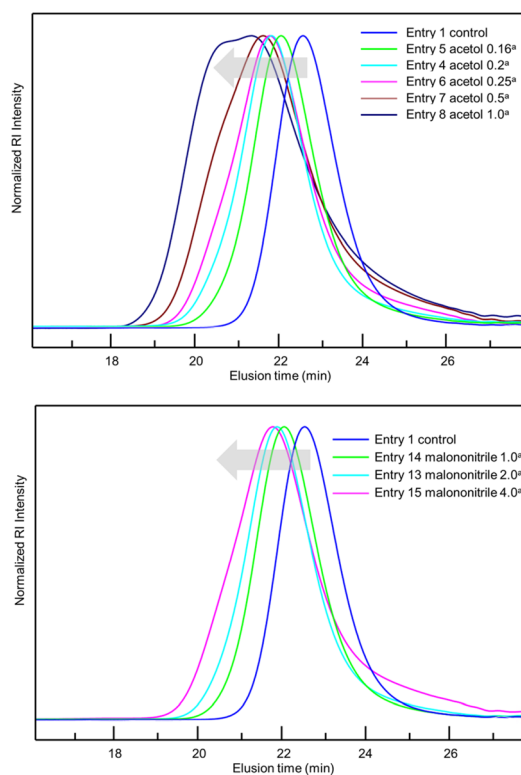 Normalized RI Intensity
Entry 1 control
Entry 5 acetol 0.16ª
Entry 4 acetol 0.2ª
Entry 6 acetol 0.25ª
Entry 7 acetol 0.5ª
Entry 8 acetol 1.0ª
18 20 22 24 26
Elusion time (min)
Normalized RI Intensity
Entry 1 control
Entry 14 malononitrile 1.0ª
Entry 13 malononitrile 2.0ª
Entry 15 malononitrile 4.0ª
18 20 22 24 26
Elusion time (min)